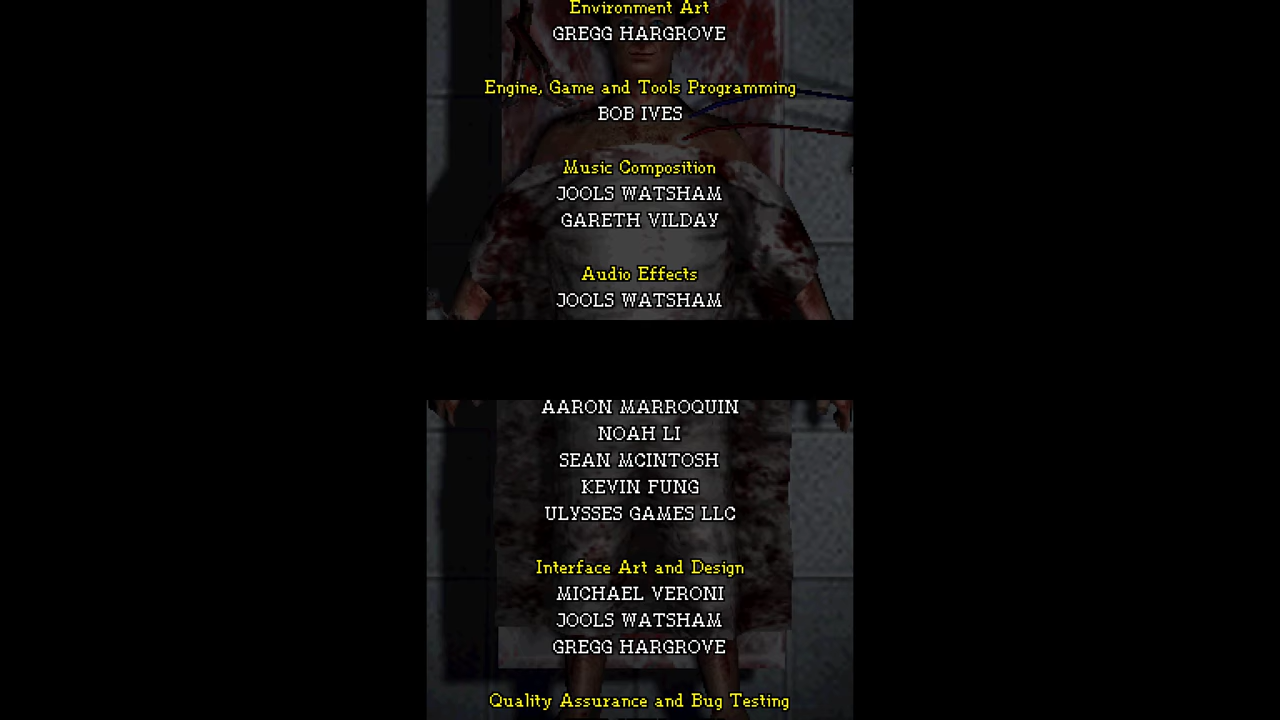 Environment Art
GREGG HARGROVE
Engine, Game and Tools Programming
BOB IVES
Music Composition
JOOLS WATSHAM
GARETH VILDAY
Audio Effects
JOOLS WATSHAM
AARON MARROQUIN
NOAH LI
SEAN MCINTOSH
KEVIN FUNG
ULYSSES GAMES LLC
Interface Art and Design
MICHAEL VERONI
JOOLS WATSHAM
GREGG HARGROVE
Quality Assurance and Bug Testing